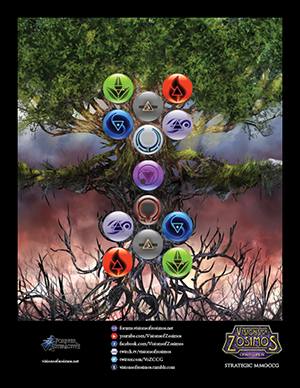 forums.visionsofzosimos.net
youtube.com/VisionsofZosimos
facebook.com/VisionsofZosimos
twitch.tv/visionsofzosimos
twitter.com/VoZCCG
visionsofzosimos.tumblr.com
visionsofzosimos.net
VISIONS OF
ZOSIMOS
STRATEGIC MMOCCG